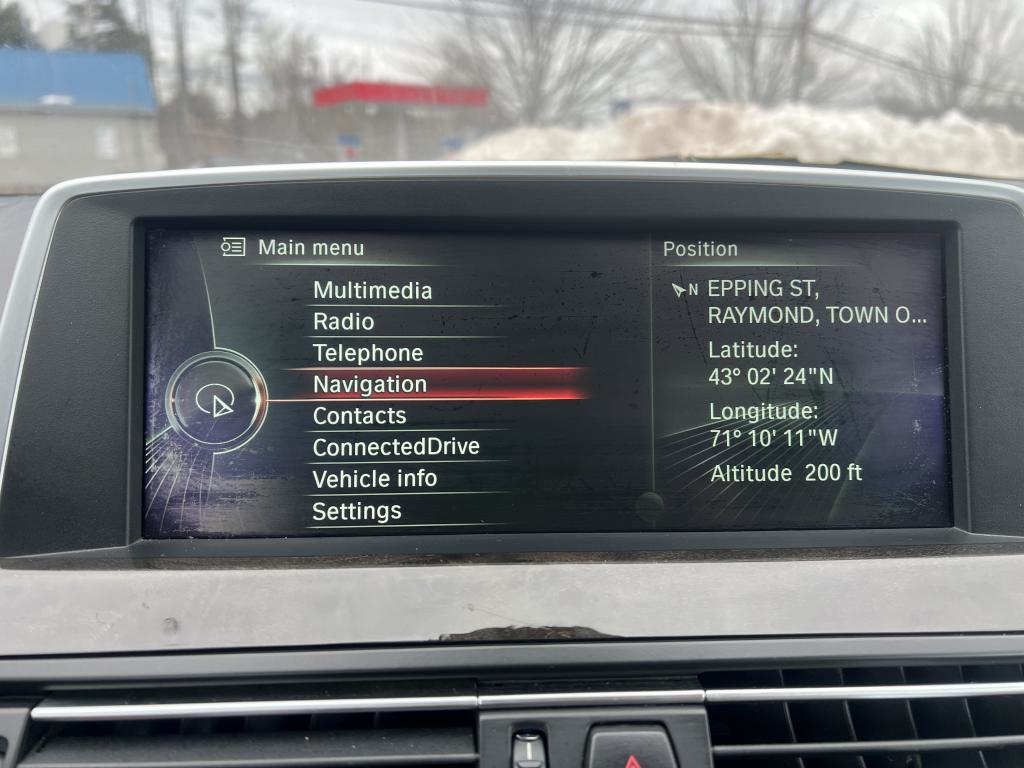 Main menu
Multimedia
Radio
Telephone
Navigation
Contacts
ConnectedDrive
Vehicle info
Settings
Position
N EPPING ST,
RAYMOND, TOWN O...
Latitude:
43° 02' 24"N
Longitude:
71° 10' 11"W
Altitude 200 ft